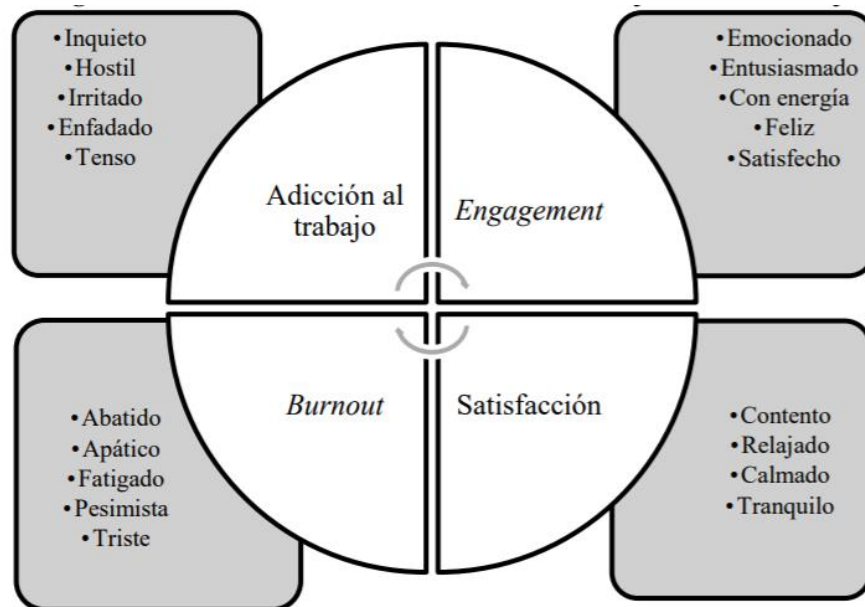 •Inquieto
•Hostil
•Irritado
•Enfadado
•Tenso
Adicción al
trabajo
Engagement
•Emocionado
•Entusiasmado
•Con energía
•Feliz
•Satisfecho
Burnout
•Abatido
•Apático
•Fatigado
•Pesimista
•Triste
Satisfacción
•Contento
•Relajado
•Calmado
•Tranquilo